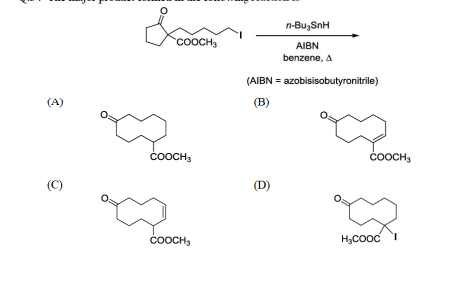 O
n-Bu3SnH
I
COOCH3
AIBN
benzene, Δ
(AIBN = azobisisobutyronitrile)
(A)
(B)
O
O
COOCH3
COOCH3
(C)
(D)
O
O
COOCH3
H3COOC
I